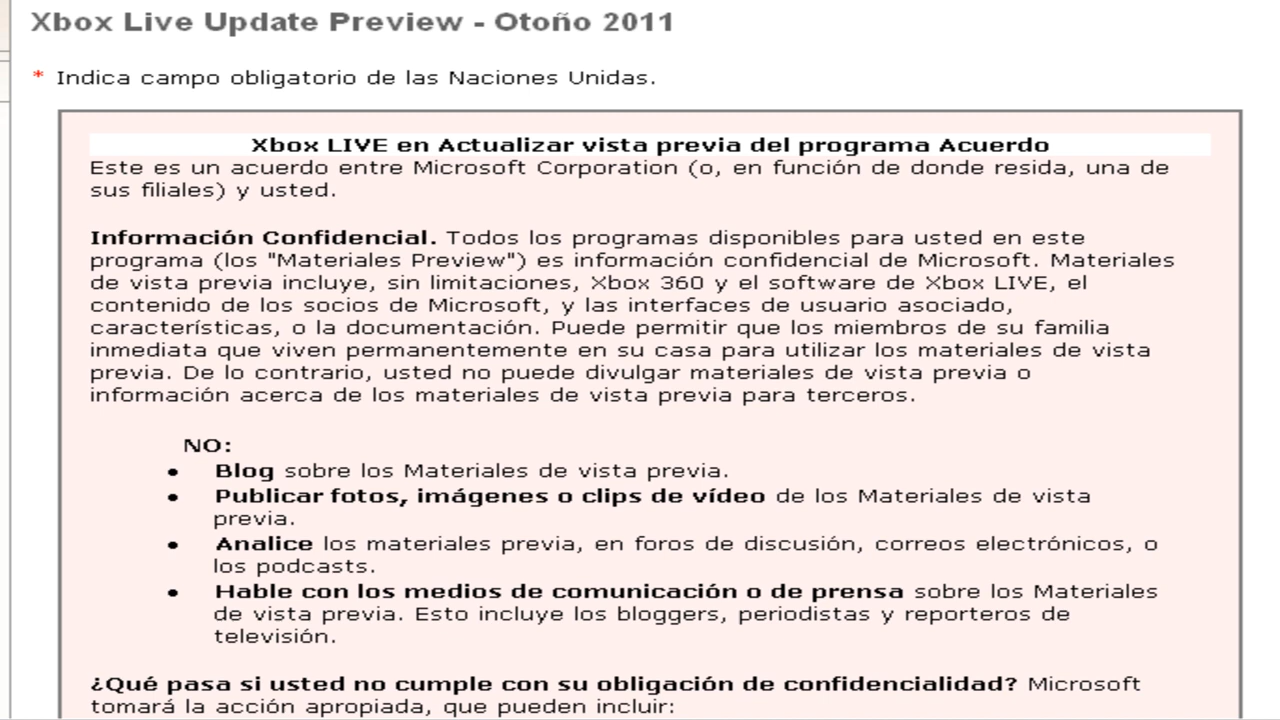 Xbox Live Update Preview - Otoño 2011
* Indica campo obligatorio de las Naciones Unidas.
Xbox LIVE en Actualizar vista previa del programa Acuerdo
Este es un acuerdo entre Microsoft Corporation (o, en función de donde resida, una de
sus filiales) y usted.
Información Confidencial. Todos los programas disponibles para usted en este
programa (los "Materiales Preview") es información confidencial de Microsoft. Materiales
de vista previa incluye, sin limitaciones, Xbox 360 y el software de Xbox LIVE, el
contenido de los socios de Microsoft, y las interfaces de usuario asociado,
características, o la documentación. Puede permitir que los miembros de su familia
inmediata que viven permanentemente en su casa para utilizar los materiales de vista
previa. De lo contrario, usted no puede divulgar materiales de vista previa o
información acerca de los materiales de vista previa para terceros.
NO:
• Blog sobre los Materiales de vista previa.
• Publicar fotos, imágenes o clips de vídeo de los Materiales de vista
previa.
• Analice los materiales previa, en foros de discusión, correos electrónicos, o
los podcasts.
• Hable con los medios de comunicación o de prensa sobre los Materiales
de vista previa. Esto incluye los bloggers, periodistas y reporteros de
televisión.
¿Qué pasa si usted no cumple con su obligación de confidencialidad? Microsoft
tomará la acción apropiada, que pueden incluir: